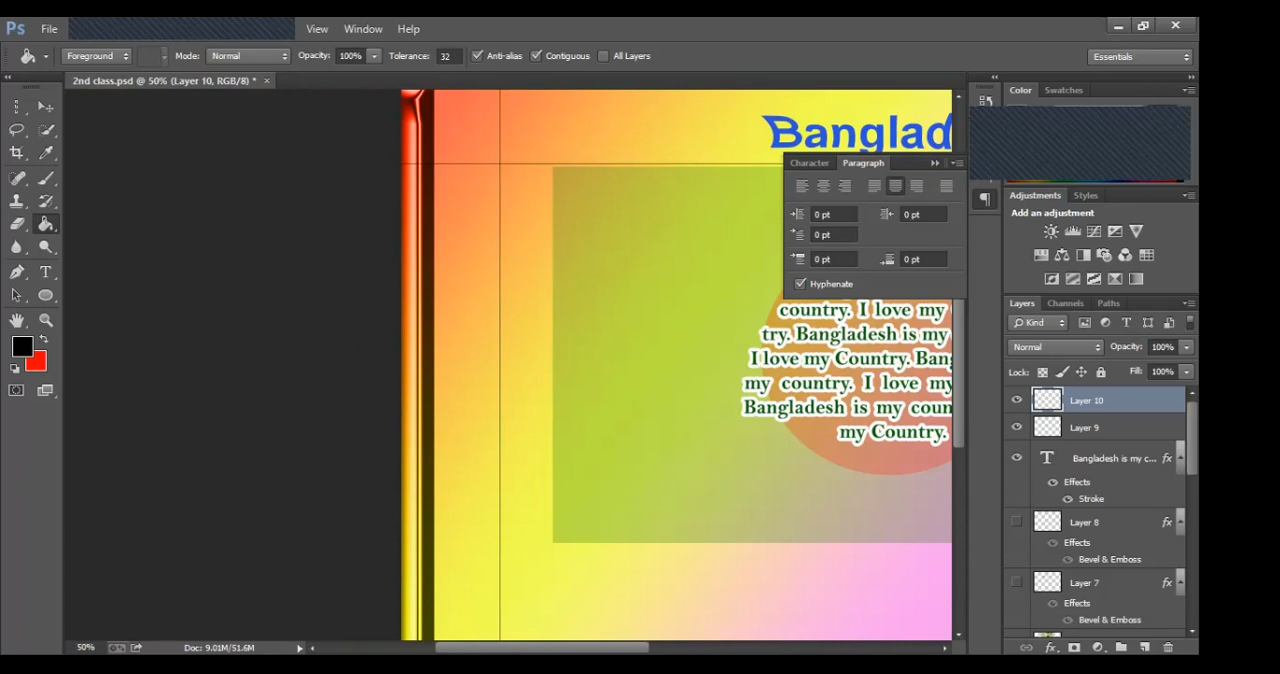 Ps File View Window Help
Foreground Mode: Normal Opacity: 100% Tolerance: 32 Anti-alias Contiguous All Layers Essentials
2nd class.psd @ 50% (Layer 10, RGB/8) * ×
Color Swatches
Banglad
Character Paragraph
0 pt 0 pt
0 pt
0 pt 0 pt
Hyphenate
country. I love my
try. Bangladesh is my
I love my Country. Bang
my country. I love my
Bangladesh is my coun
my Country.
Adjustments Styles
Add an adjustment
Layers Channels Paths
Kind
Normal Opacity: 100%
Lock: Fill: 100%
Layer 10
Layer 9
T Bangladesh is my c... fx
Effects
Stroke
Layer 8 fx
Effects
Bevel & Emboss
Layer 7 fx
Effects
Bevel & Emboss
50% Doc: 9.01M/51.6M